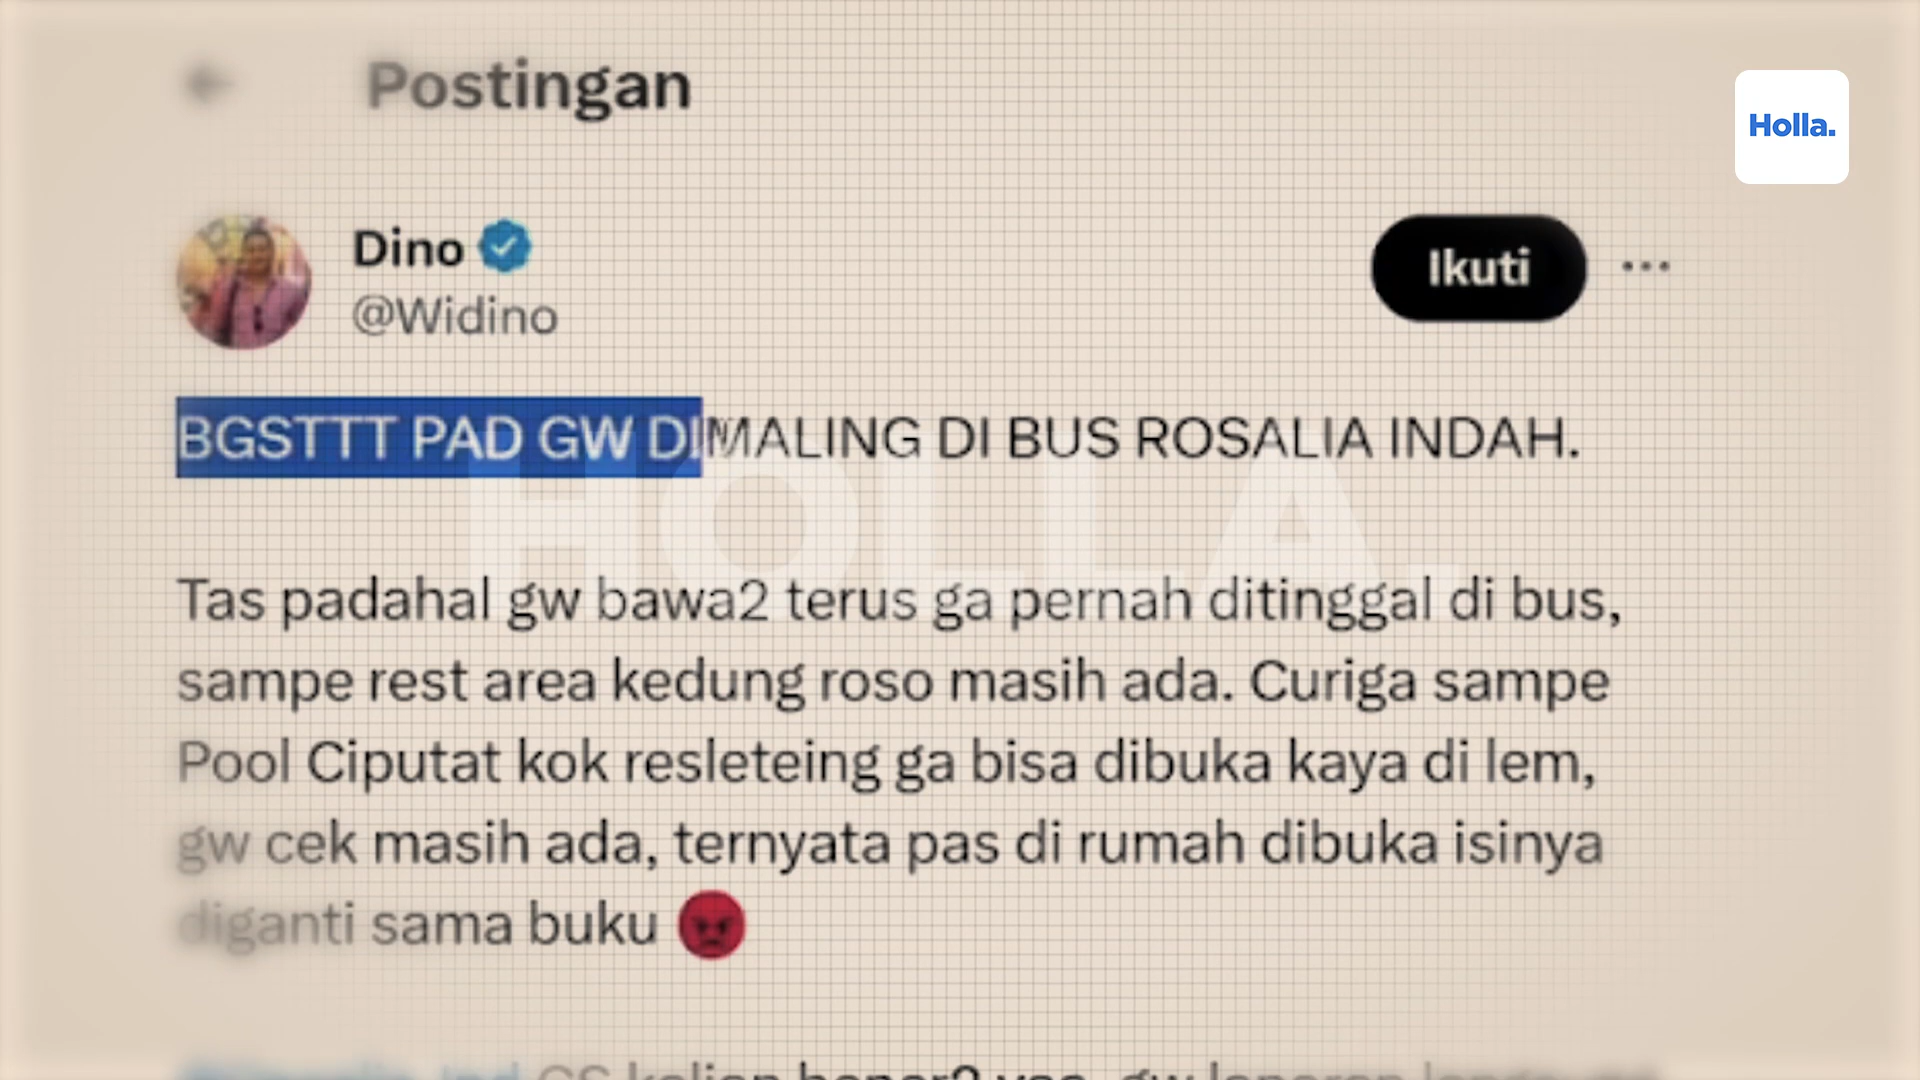 Postingan
Holla.
Dino
@Widino
Ikuti
BGSTTT PAD GW DIMALING DI BUS ROSALIA INDAH.
HOLLA.
Tas padahal gw bawa2 terus ga pernah ditinggal di bus,
sampe rest area kedung roso masih ada. Curiga sampe
Pool Ciputat kok resleteing ga bisa dibuka kaya di lem,
gw cek masih ada, ternyata pas di rumah dibuka isinya
diganti sama buku